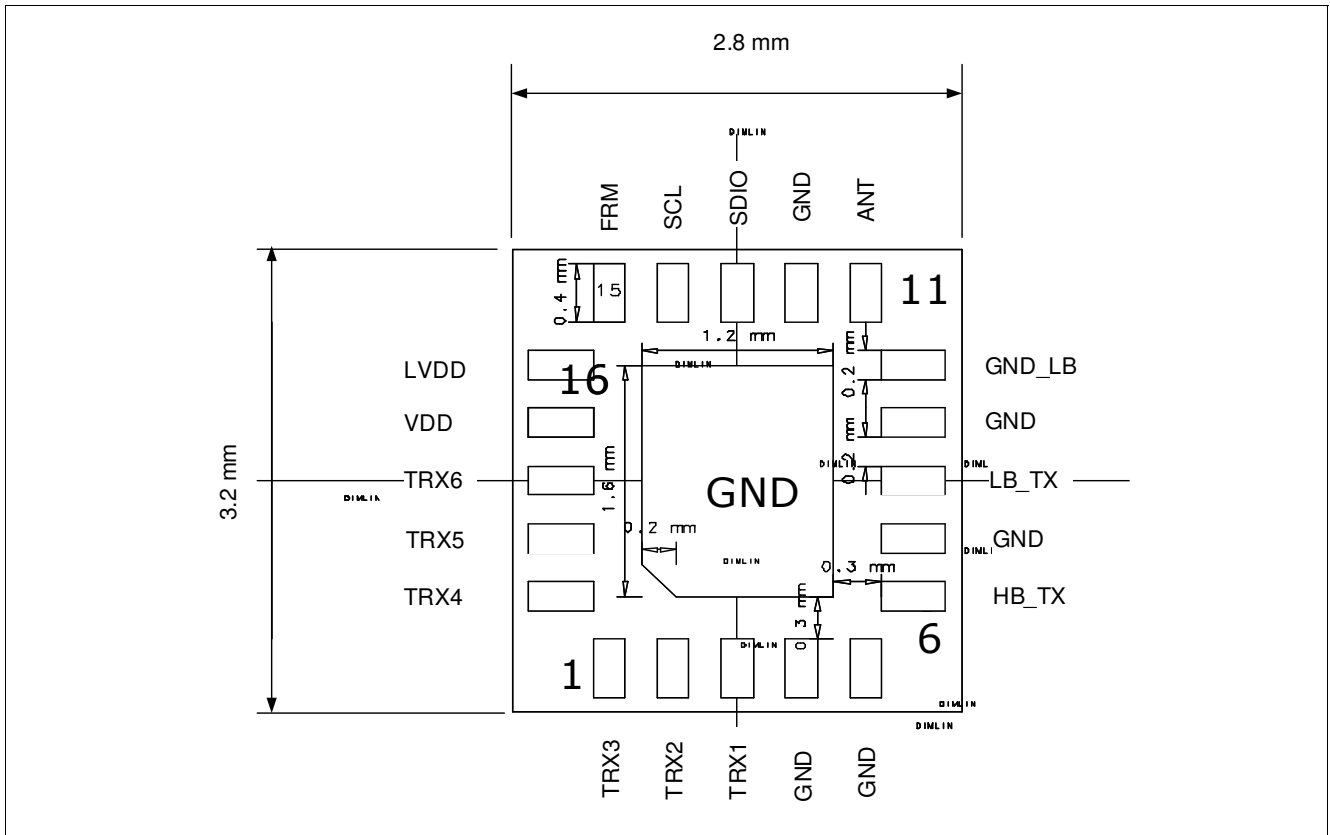 2.8 mm
DIMLIN
FRM
SCL
SDIO
GND
ANT
0.4 mm
15
11
1.2 mm
DIMLIN
LVDD
16
0.2 mm
GND_LB
VDD
GND
3.2 mm
TRX6
DIMLIN
1.6 mm
GND
DIMLIN
0.2 mm
DIML
LB_TX
TRX5
0.2 mm
GND
DIML
DIMLIN
0.3 mm
TRX4
HB_TX
0.3 mm
6
1
DIMLIN
DIMLIN
DIMLIN
TRX3
TRX2
TRX1
GND
GND